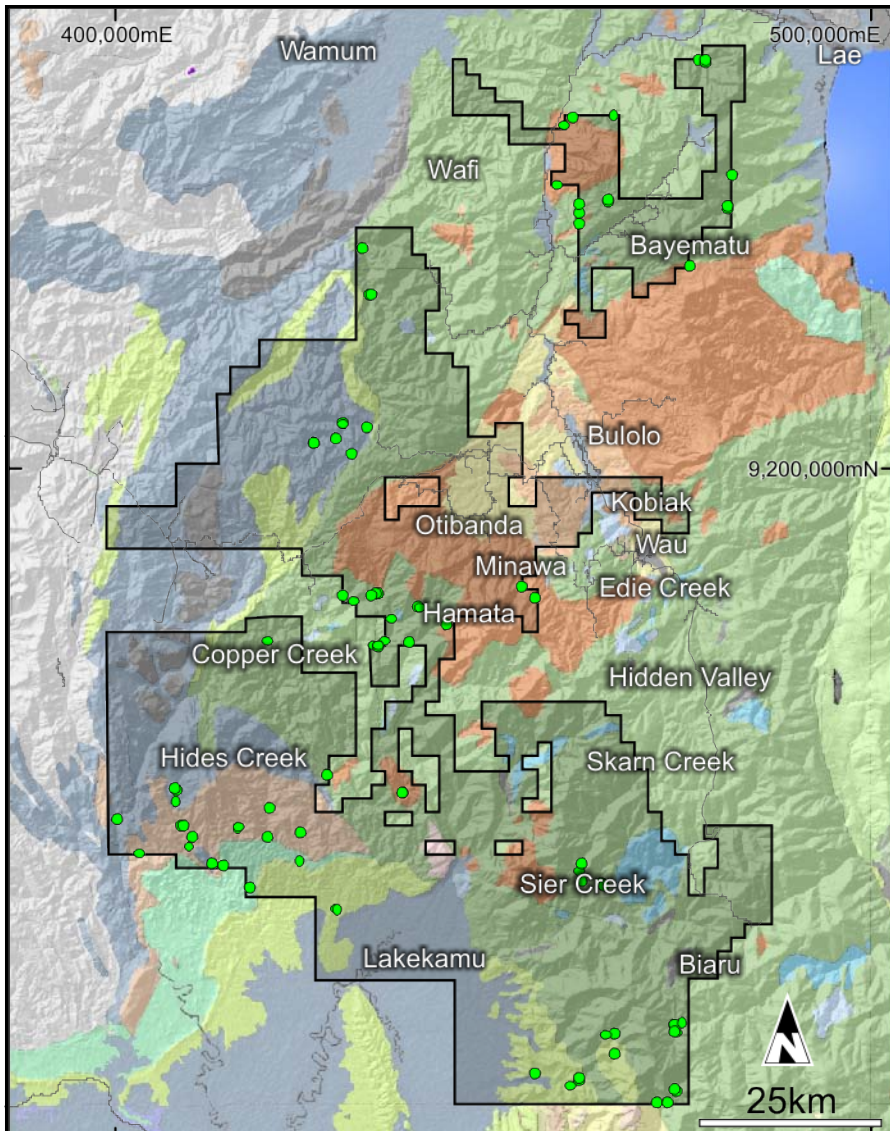 400,000mE
500,000mE
Wamum
Lae
Wafi
Bayematu
Bulolo
9,200,000mN
Kobiak
Otibanda
Wau
Minawa
Edie Creek
Hamata
Copper Creek
Hidden Valley
Hides Creek
Skarn Creek
Sier Creek
Lakekamu
Biaru
N
25km